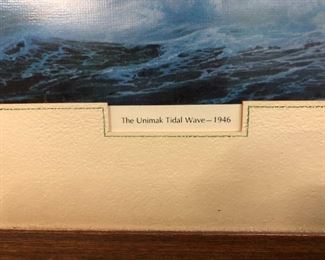 The Unimak Tidal Wave—1946